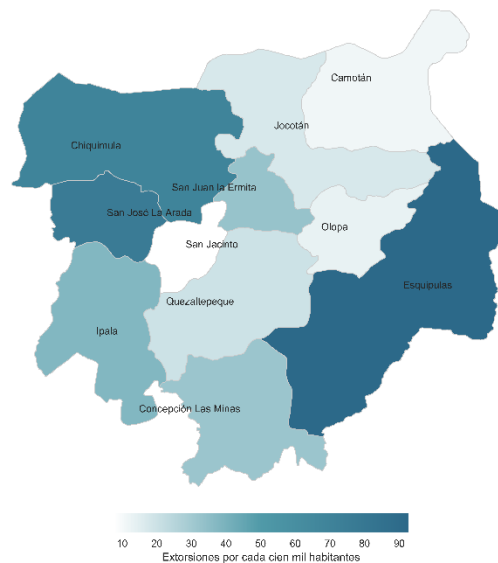 Camotán
Jocotán
Chiquimula
San Juan la Ermita
San José La Arada
Olopa
San Jacinto
Esquipulas
Quezaltepeque
Ipala
Concepción Las Minas
10 20 30 40 50 60 70 80 90
Extorsiones por cada cien mil habitantes